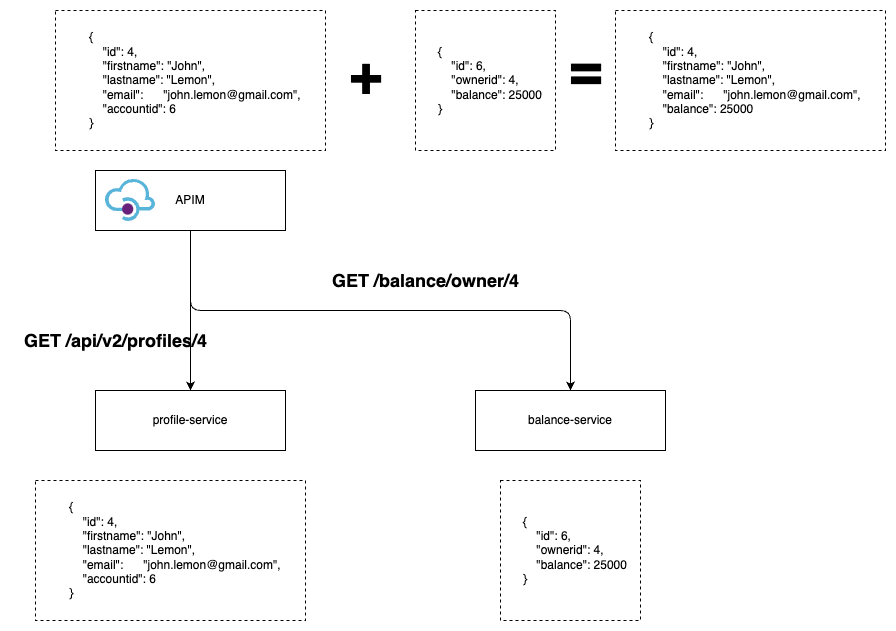 {
"id": 4,
"firstname": "John",
"lastname": "Lemon",
"email":      "john.lemon@gmail.com",
"accountid": 6
}
+
{
"id": 6,
"ownerid": 4,
"balance": 25000
}
=
{
"id": 4,
"firstname": "John",
"lastname": "Lemon",
"email":      "john.lemon@gmail.com",
"balance": 25000
}
APIM
GET /balance/owner/4
GET /api/v2/profiles/4
profile-service
balance-service
{
"id": 4,
"firstname": "John",
"lastname": "Lemon",
"email":      "john.lemon@gmail.com",
"accountid": 6
}
{
"id": 6,
"ownerid": 4,
"balance": 25000
}